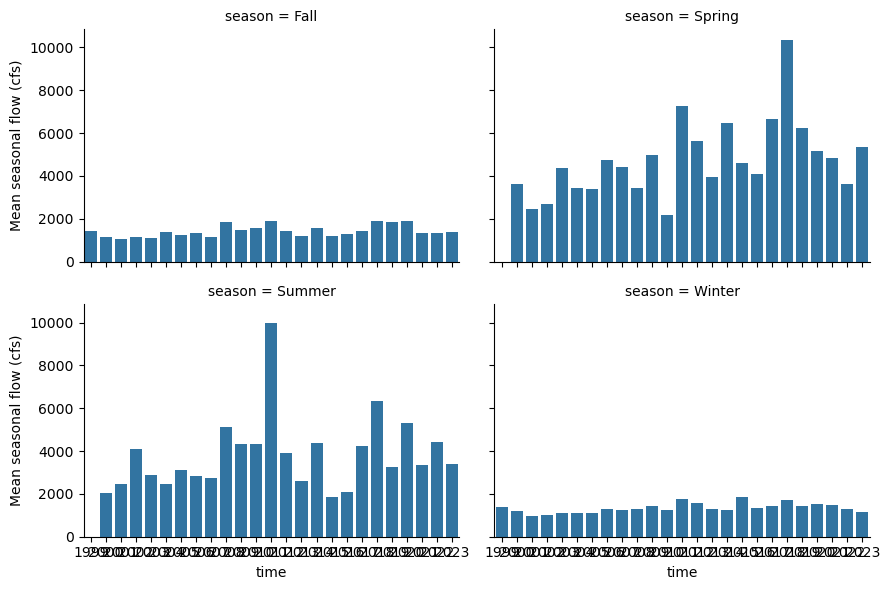 season = Fall
season = Spring
Mean seasonal flow (cfs)
10000
8000
6000
4000
2000
0
season = Summer
season = Winter
Mean seasonal flow (cfs)
10000
8000
6000
4000
2000
0
time
time